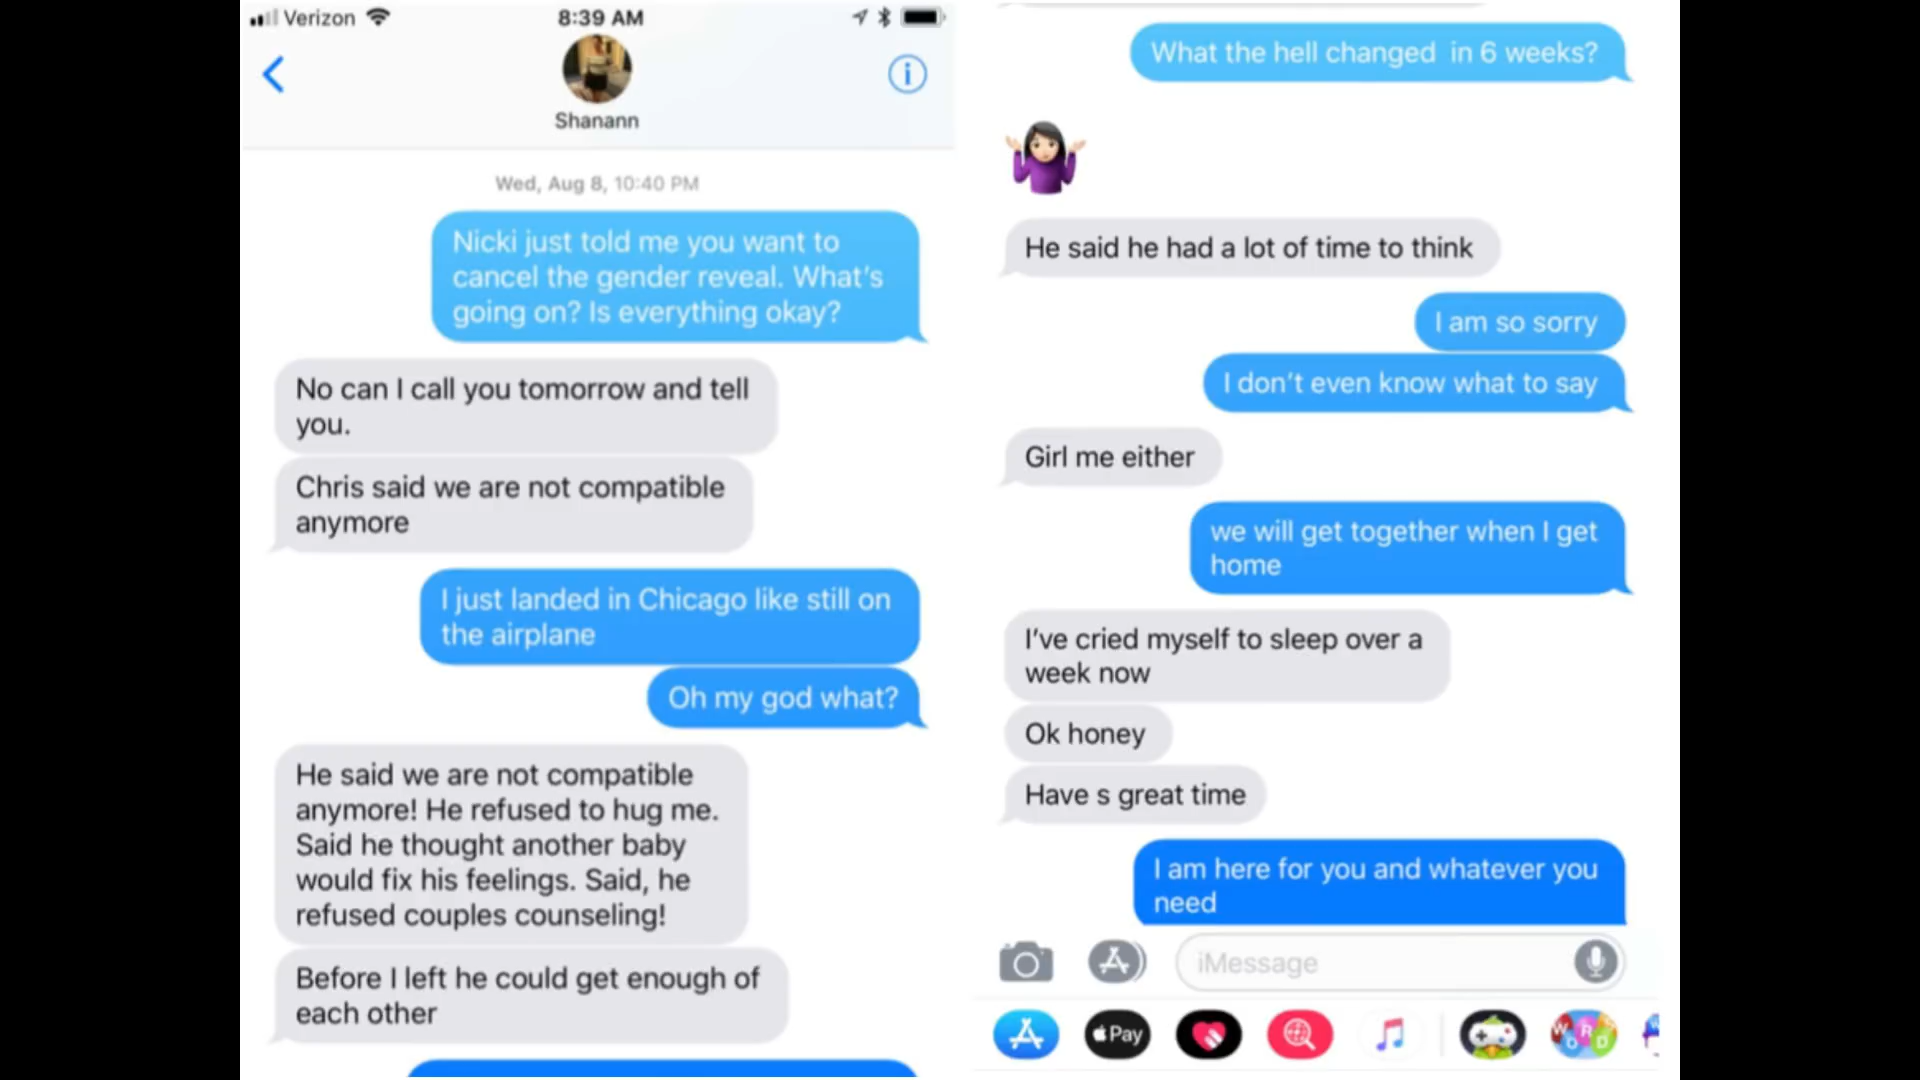 Verizon
8:39 AM
Shanann
Wed, Aug 8, 10:40 PM
Nicki just told me you want to
cancel the gender reveal. What's
going on? Is everything okay?
No can I call you tomorrow and tell
you.
Chris said we are not compatible
anymore
I just landed in Chicago like still on
the airplane
Oh my god what?
He said we are not compatible
anymore! He refused to hug me.
Said he thought another baby
would fix his feelings. Said, he
refused couples counseling!
Before I left he could get enough of
each other
What the hell changed in 6 weeks?
He said he had a lot of time to think
I am so sorry
I don't even know what to say
Girl me either
we will get together when I get
home
I've cried myself to sleep over a
week now
Ok honey
Have s great time
I am here for you and whatever you
need
iMessage
Pay
WORD